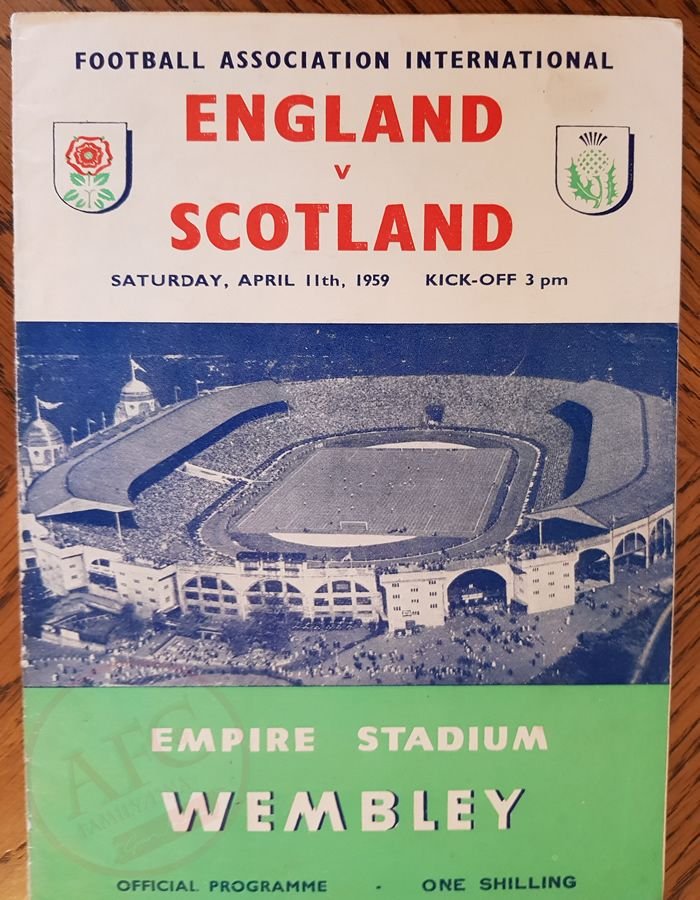 FOOTBALL ASSOCIATION INTERNATIONAL
ENGLAND
v
SCOTLAND
SATURDAY, APRIL 11th, 1959 KICK-OFF 3 pm
EMPIRE STADIUM
WEMBLEY
AFC
OFFICIAL PROGRAMME - ONE SHILLING